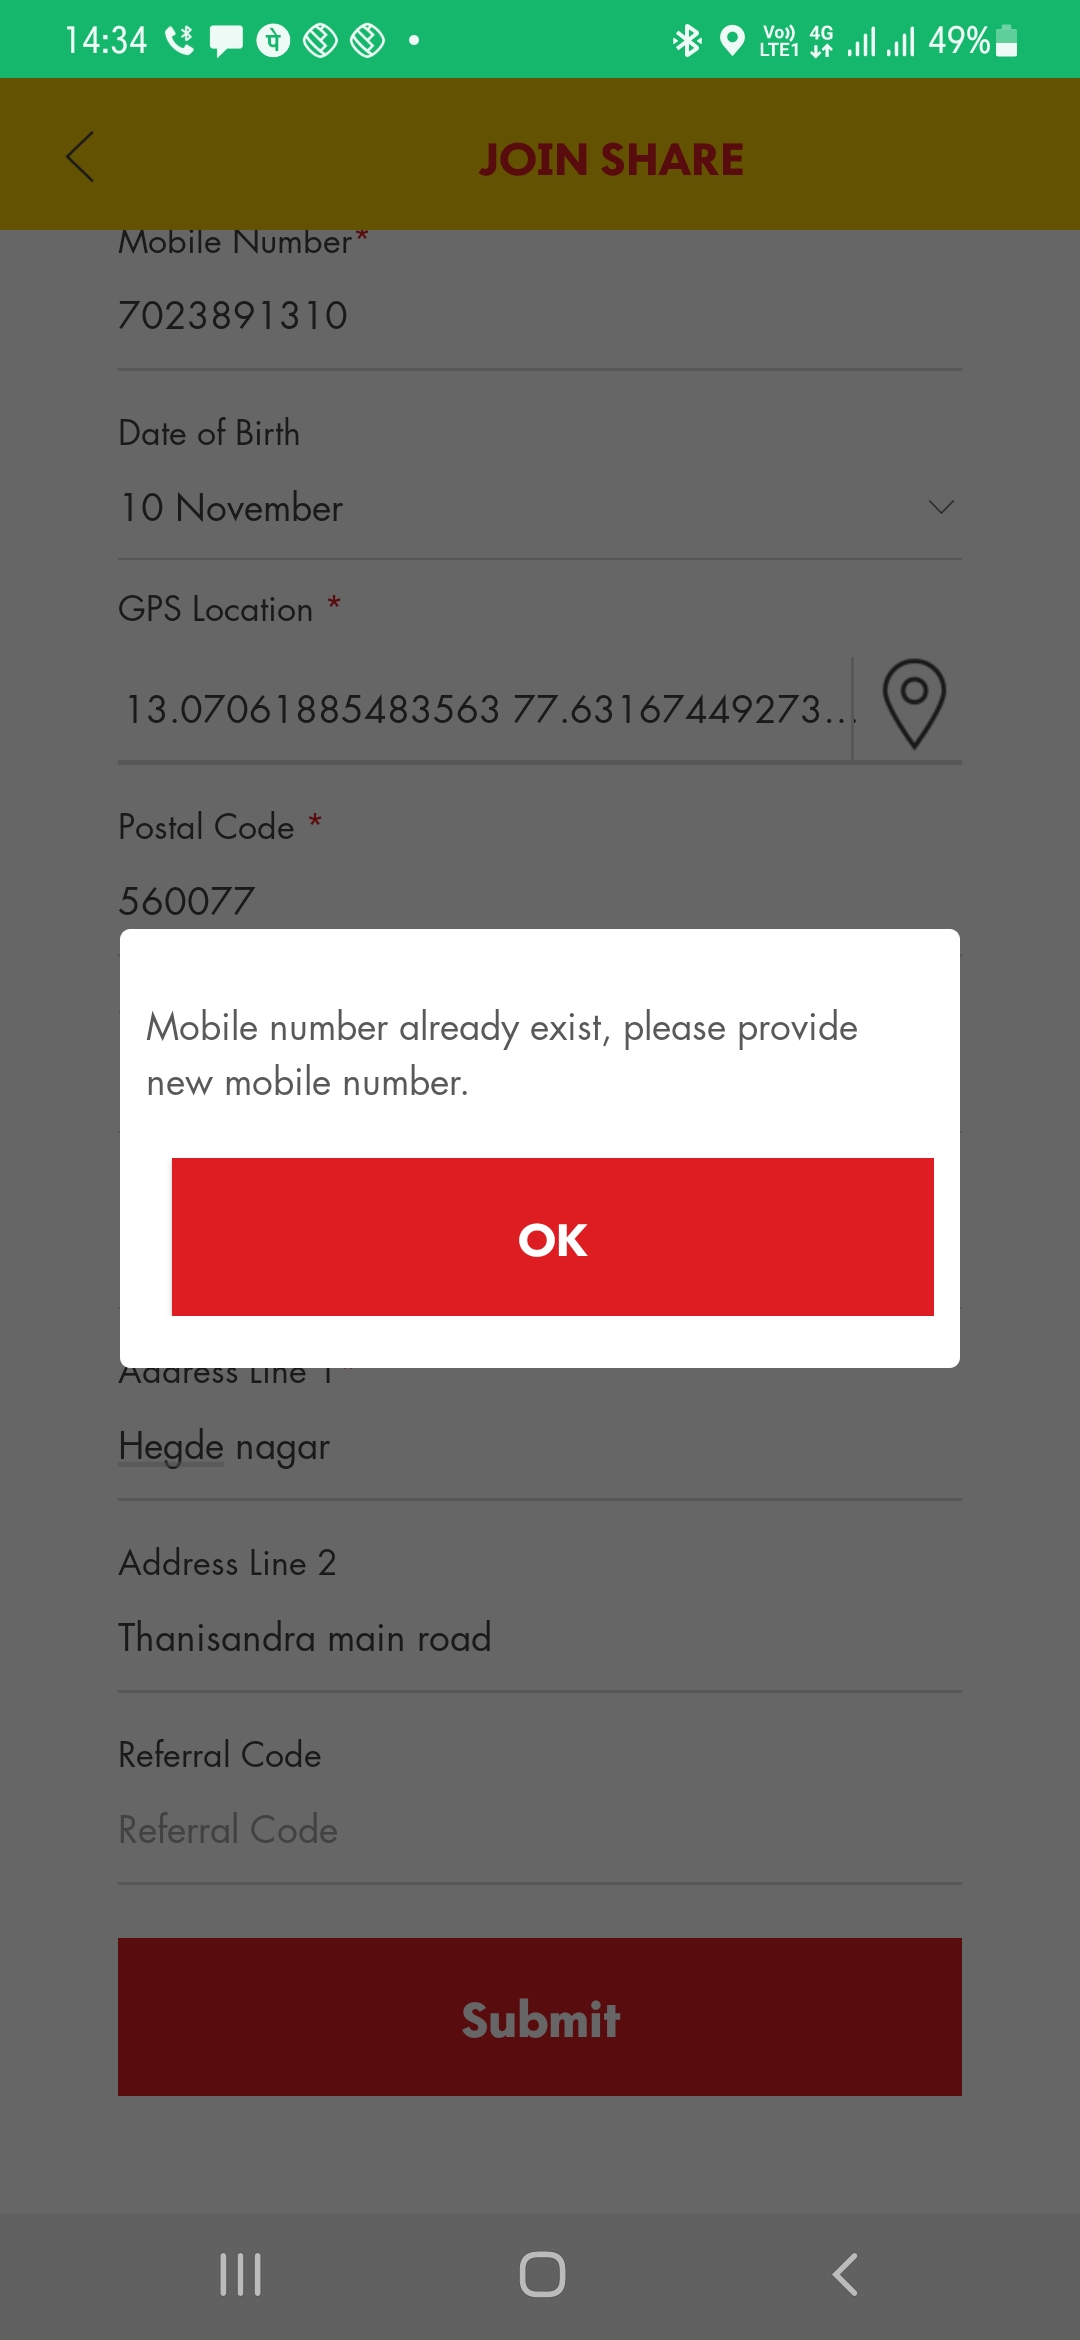 14:34 पे Vo)) LTE1 4G 49%
JOIN SHARE
Mobile Number*
7023891310
Date of Birth
10 November
GPS Location *
13.07061885483563 77.63167449273...
Postal Code *
560077
Mobile number already exist, please provide
new mobile number.
OK
Address Line 1*
Hegde nagar
Address Line 2
Thanisandra main road
Referral Code
Referral Code
Submit